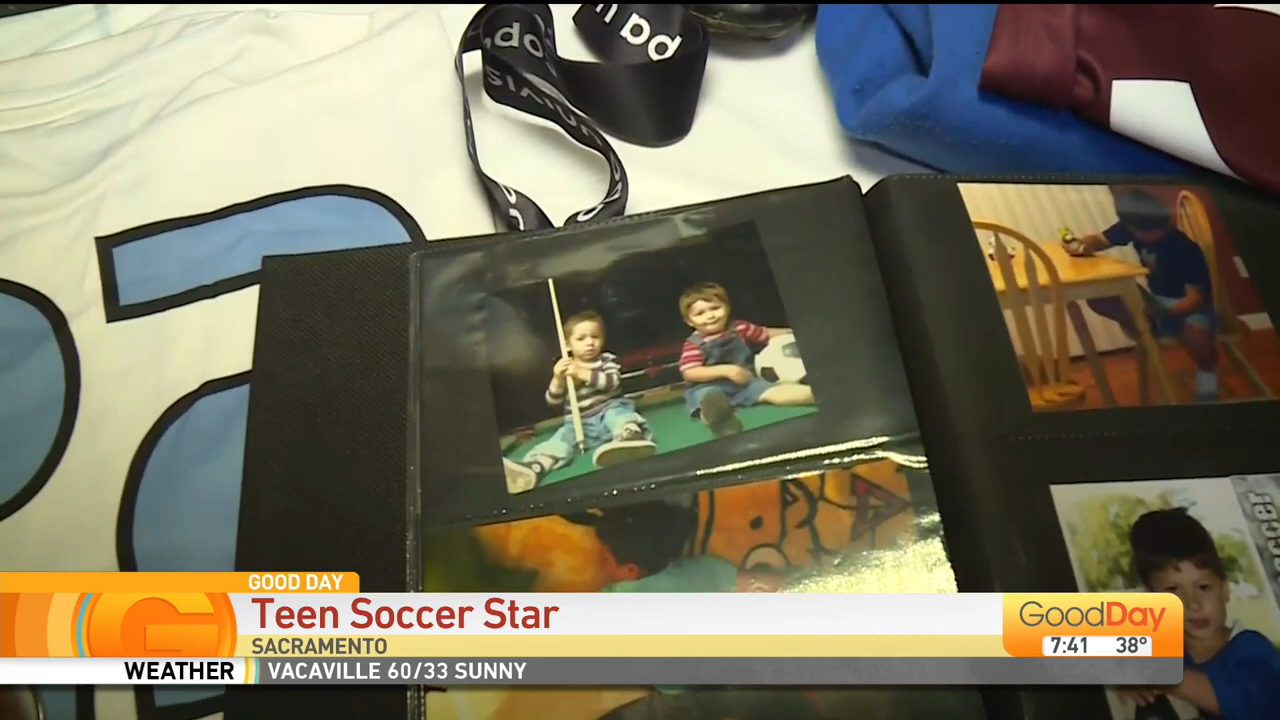 GOOD DAY
Teen Soccer Star
SACRAMENTO
GoodDay
7:41 38°
WEATHER
VACAVILLE 60/33 SUNNY